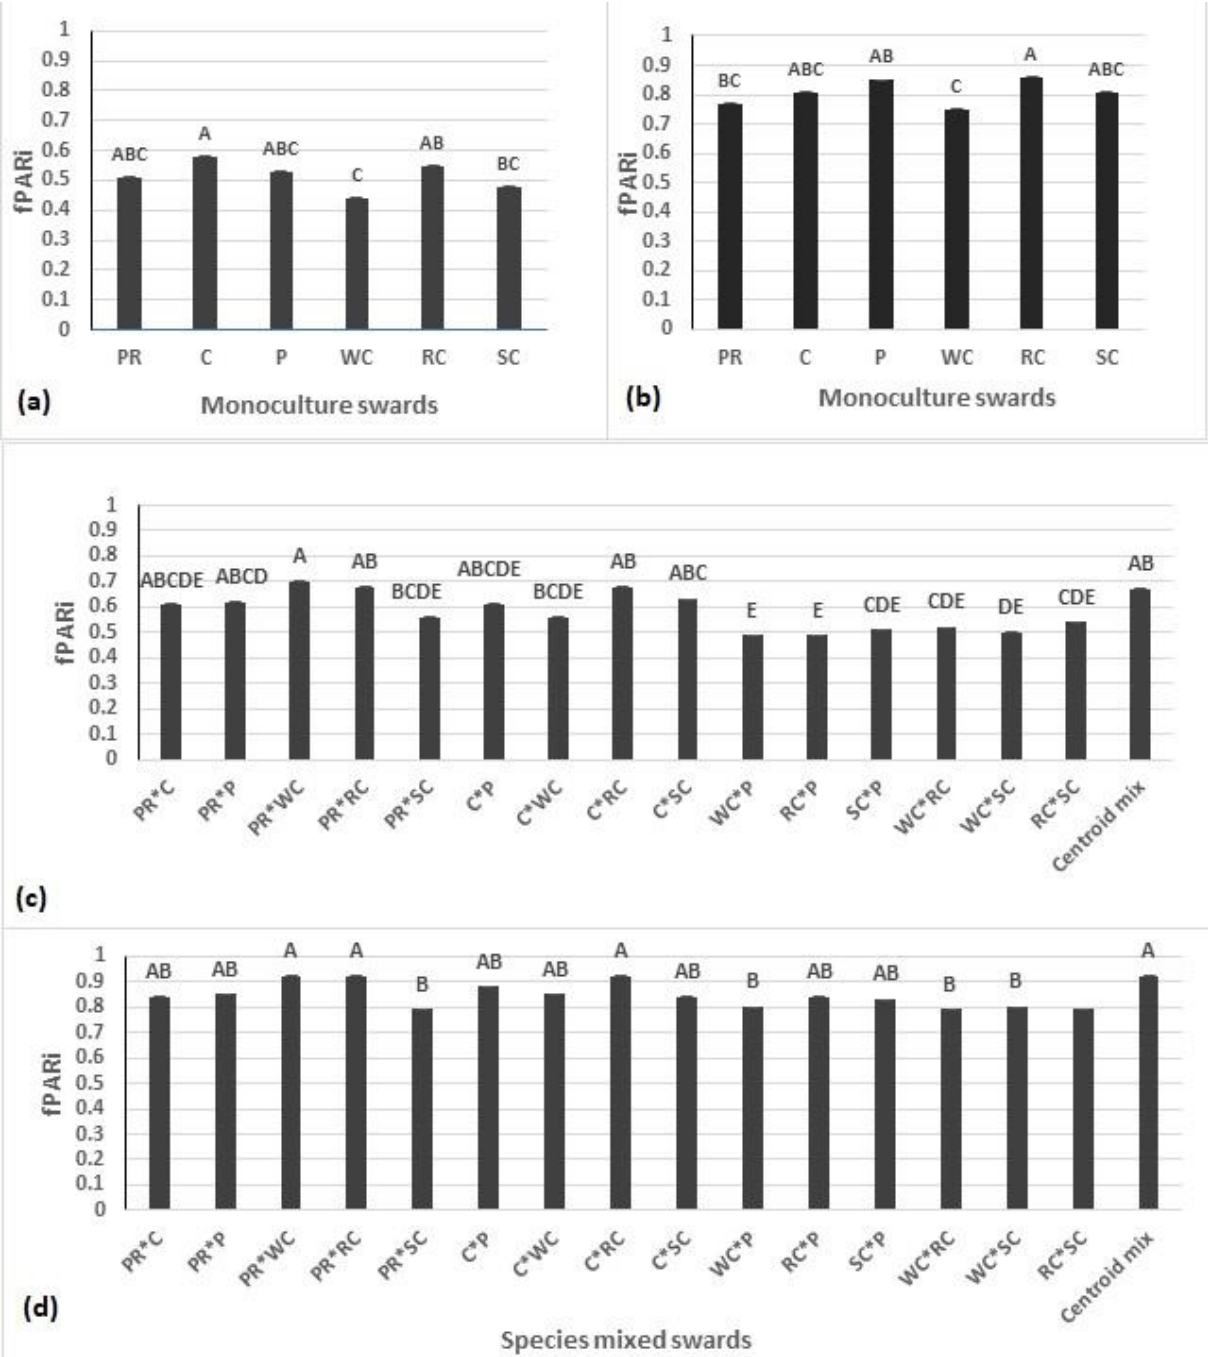 1
0.9
0.8
0.7
0.6
0.5
0.4
0.3
0.2
0.1
0
fPARi
ABC
A
ABC
C
AB
BC
PR C P WC RC SC
Monoculture swards
(a)
1
0.9
0.8
0.7
0.6
0.5
0.4
0.3
0.2
0.1
0
fPARi
BC
ABC
AB
C
A
ABC
PR C P WC RC SC
Monoculture swards
(b)
1
0.9
0.8
0.7
0.6
0.5
0.4
0.3
0.2
0.1
0
fPARi
ABCDE
ABCD
A
AB
BCDE
ABCDE
BCDE
AB
ABC
E
E
CDE
CDE
DE
CDE
AB
PR*C
PR*P
PR*WC
PR*RC
PR*SC
C*P
C*WC
C*RC
C*SC
WC*P
RC*P
SC*P
WC*RC
WC*SC
RC*SC
Centroid mix
(c)
1
0.9
0.8
0.7
0.6
0.5
0.4
0.3
0.2
0.1
0
fPARi
AB
AB
A
A
B
AB
AB
A
AB
B
AB
AB
B
B
A
PR*C
PR*P
PR*WC
PR*RC
PR*SC
C*P
C*WC
C*RC
C*SC
WC*P
RC*P
SC*P
WC*RC
WC*SC
RC*SC
Centroid mix
(d)
Species mixed swards